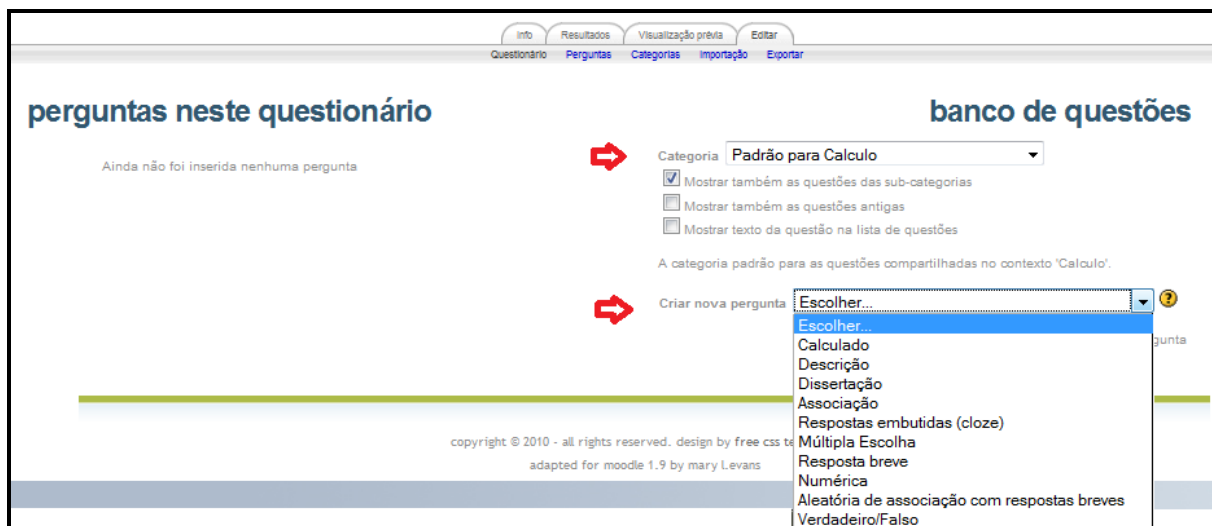 Info Resultados Visualização prévia Editar
Questionário Perguntas Categorias Importação Exportar
perguntas neste questionário
Ainda não foi inserida nenhuma pergunta
banco de questões
Categoria Padrão para Calculo
Mostrar também as questões das sub-categorias
Mostrar também as questões antigas
Mostrar texto da questão na lista de questões
A categoria padrão para as questões compartilhadas no contexto 'Calculo'.
Criar nova pergunta Escolher...
Escolher...
Calculado
Descrição
Dissertação
Associação
Respostas embutidas (cloze)
Múltipla Escolha
Resposta breve
Numérica
Aleatória de associação com respostas breves
Verdadeiro/Falso
copyright © 2010 - all rights reserved. design by free css
adapted for moodle 1.9 by mary Levans